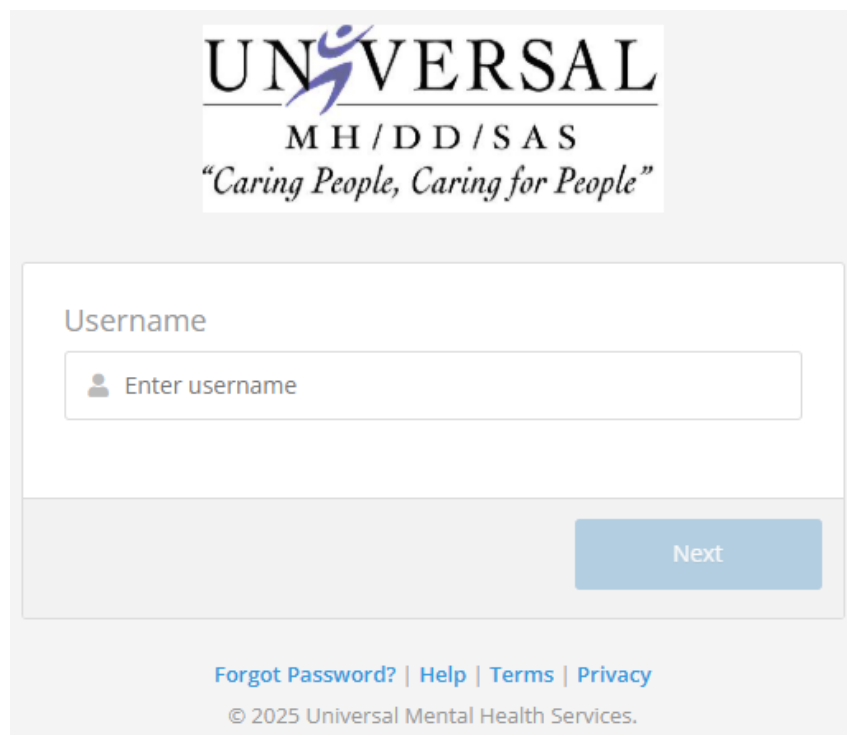 UNIVERSAL
MH/DD/SAS
“Caring People, Caring for People”
Username
Enter username
Next
Forgot Password? | Help | Terms | Privacy
© 2025 Universal Mental Health Services.